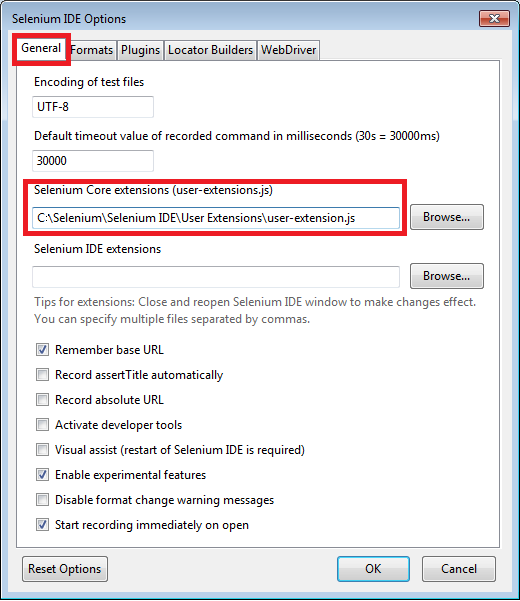 Selenium IDE Options
General Formats Plugins Locator Builders WebDriver
Encoding of test files
UTF-8
Default timeout value of recorded command in milliseconds (30s = 30000ms)
30000
Selenium Core extensions (user-extensions.js)
C:\Selenium\Selenium IDE\User Extensions\user-extension.js Browse...
Selenium IDE extensions
Browse...
Tips for extensions: Close and reopen Selenium IDE window to make changes effect.
You can specify multiple files separated by commas.
Remember base URL
Record assertTitle automatically
Record absolute URL
Activate developer tools
Visual assist (restart of Selenium IDE is required)
Enable experimental features
Disable format change warning messages
Start recording immediately on open
Reset Options OK Cancel